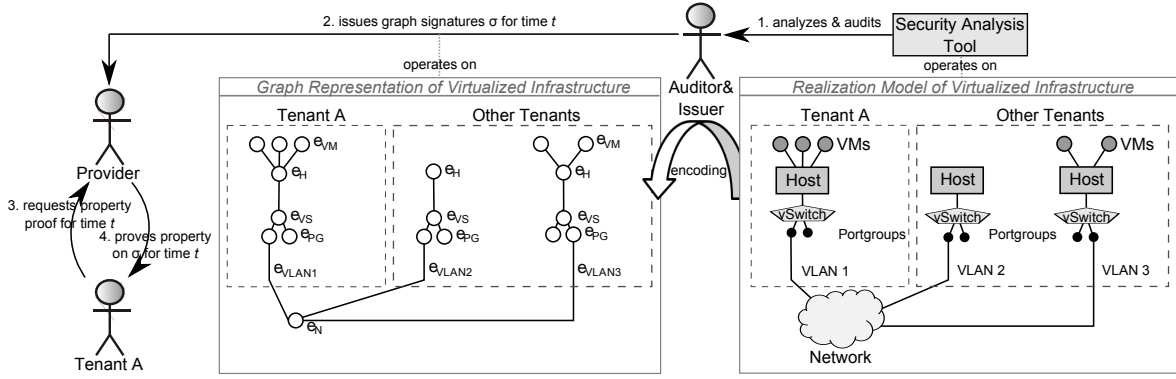 2. issues graph signatures σ for time t
1. analyzes & audits
Security Analysis
Tool
operates on
operates on
Auditor&
Issuer
encoding
Provider
3. requests property
proof for time t
4. proves property
on σ for time t
Tenant A
Graph Representation of Virtualized Infrastructure
Tenant A
Other Tenants
eVM
eH
eVS
ePG
eVLAN1
eH
eVS
ePG
eVLAN2
eVM
eH
eVS
ePG
eVLAN3
eN
Realization Model of Virtualized Infrastructure
Tenant A
Other Tenants
VMs
Host
vSwitch
Portgroups
VLAN 1
Host
vSwitch
Portgroups
VLAN 2
VMs
Host
vSwitch
VLAN 3
Network